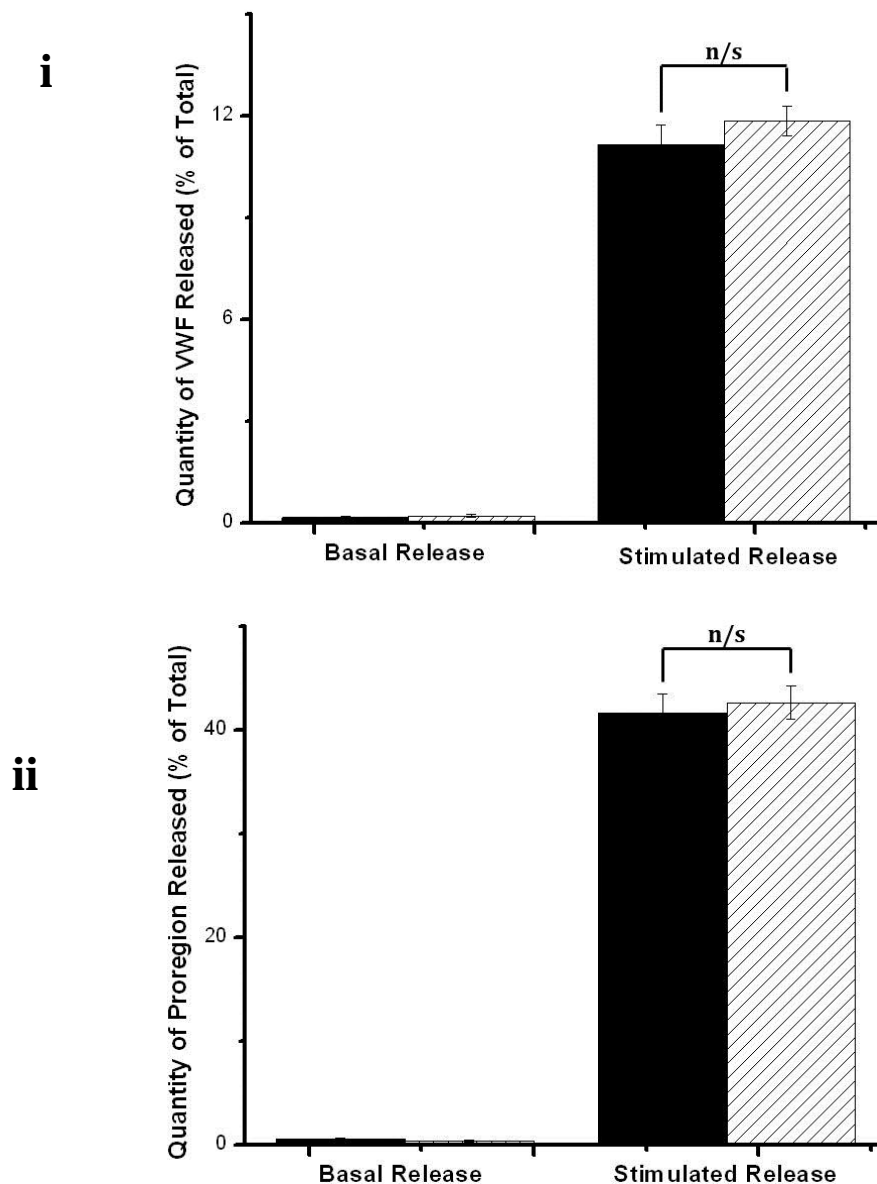 i
Quantity of VWF Released (% of Total)
12
6
0
n/s
Basal Release
Stimulated Release
ii
Quantity of Proregion Released (% of Total)
40
20
0
n/s
Basal Release
Stimulated Release